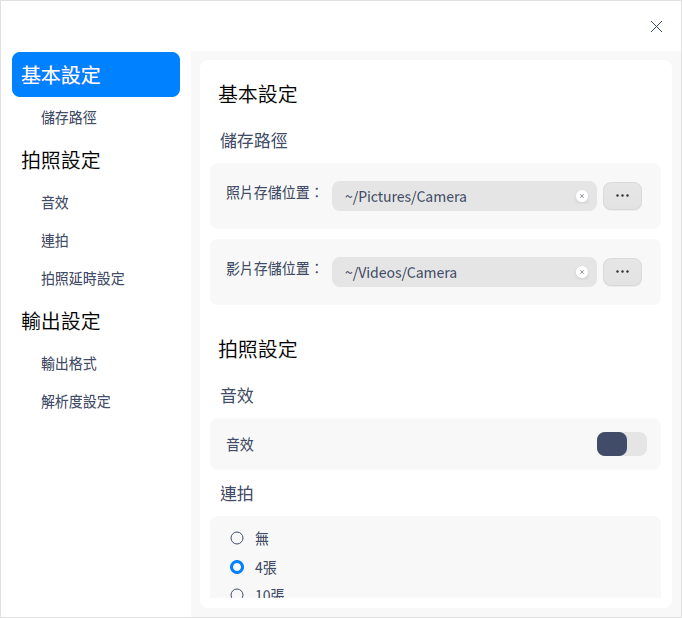 基本設定
儲存路徑
拍照設定
音效
連拍
拍照延時設定
輸出設定
輸出格式
解析度設定
基本設定
儲存路徑
照片存儲位置：
~/Pictures/Camera
影片存儲位置：
~/Videos/Camera
拍照設定
音效
音效
連拍
無
4張
10張